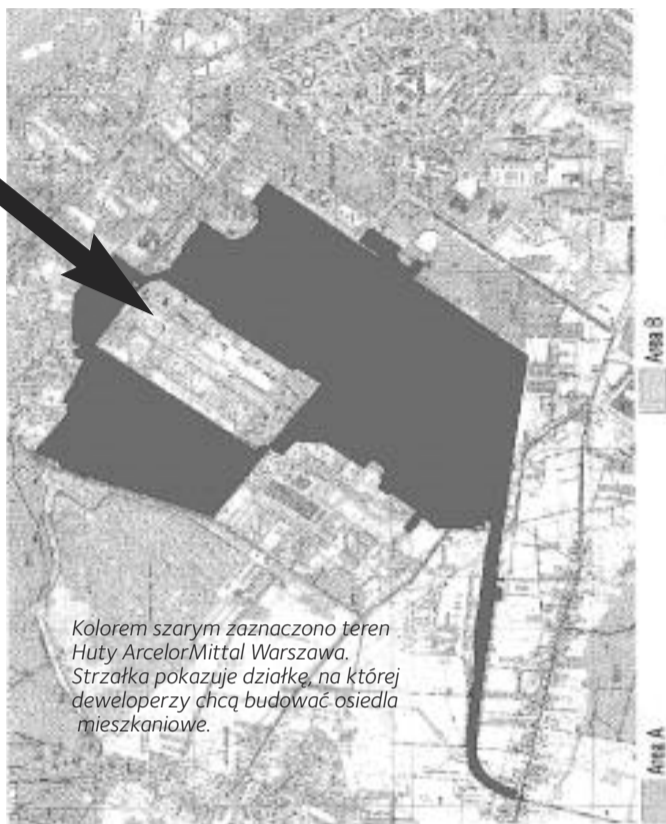 Kolorem szarym zaznaczono teren
Huty ArcelorMittal Warszawa.
Strzałka pokazuje działkę, na której
deweloperzy chcą budować osiedla
mieszkaniowe.
Area B
Area A